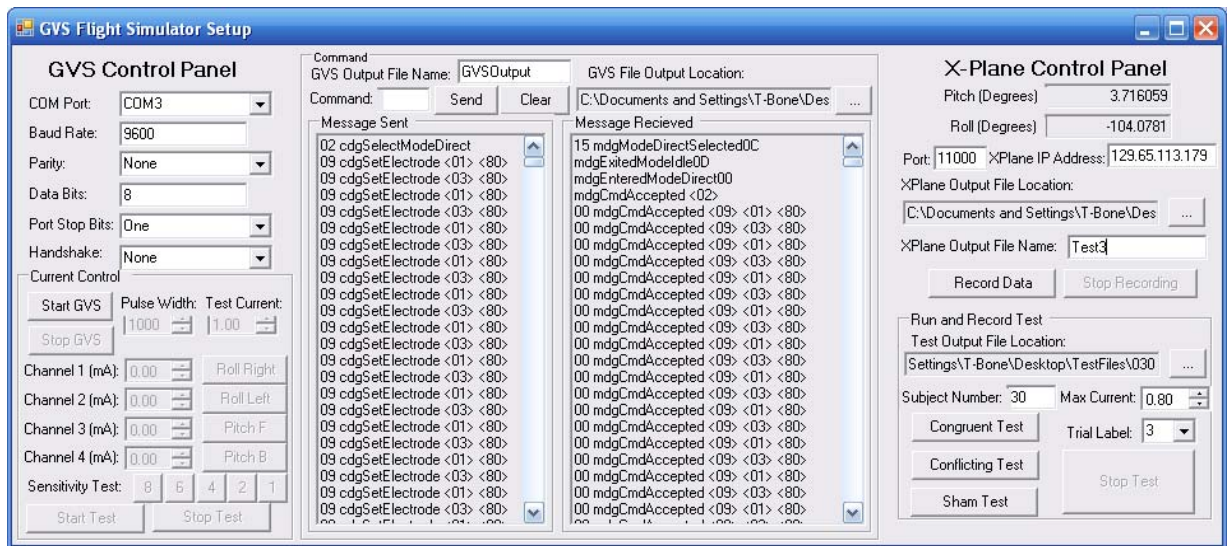 GVS Flight Simulator Setup
GVS Control Panel
COM Port: COM3
Baud Rate: 9600
Parity: None
Data Bits: 8
Port Stop Bits: One
Handshake: None
Current Control
Start GVS Pulse Width: Test Current:
Stop GVS 1000 1.00
Channel 1 (mA): 0.00 Roll Right
Channel 2 (mA): 0.00 Roll Left
Channel 3 (mA): 0.00 Pitch F
Channel 4 (mA): 0.00 Pitch B
Sensitivity Test: 8 6 4 2 1
Start Test Stop Test
Command
GVS Output File Name: GVSOutput GVS File Output Location:
Command: Send Clear C:\Documents and Settings\T-Bone\Des ...
Message Sent
02 cdgSelectModeDirect
09 cdgSetElectrode <01> <80>
09 cdgSetElectrode <03> <80>
09 cdgSetElectrode <01> <80>
09 cdgSetElectrode <03> <80>
09 cdgSetElectrode <01> <80>
09 cdgSetElectrode <03> <80>
09 cdgSetElectrode <01> <80>
09 cdgSetElectrode <03> <80>
09 cdgSetElectrode <01> <80>
09 cdgSetElectrode <03> <80>
09 cdgSetElectrode <01> <80>
09 cdgSetElectrode <03> <80>
09 cdgSetElectrode <01> <80>
09 cdgSetElectrode <03> <80>
09 cdgSetElectrode <01> <80>
09 cdgSetElectrode <03> <80>
09 cdgSetElectrode <01> <80>
09 cdgSetElectrode <03> <80>
09 cdgSetElectrode <01> <80>
09 cdgSetElectrode <03> <80>
09 cdgSetElectrode <01> <80>
09 cdgSetElectrode <03> <80>
Message Recieved
15 mdgModeDirectSelected0C
mdgExitedModeIdle0D
mdgEnteredModeDirect00
mdgCmdAccepted <02>
00 mdgCmdAccepted <09> <01> <80>
00 mdgCmdAccepted <09> <03> <80>
00 mdgCmdAccepted <09> <01> <80>
00 mdgCmdAccepted <09> <03> <80>
00 mdgCmdAccepted <09> <01> <80>
00 mdgCmdAccepted <09> <03> <80>
00 mdgCmdAccepted <09> <01> <80>
00 mdgCmdAccepted <09> <03> <80>
00 mdgCmdAccepted <09> <01> <80>
00 mdgCmdAccepted <09> <03> <80>
00 mdgCmdAccepted <09> <01> <80>
00 mdgCmdAccepted <09> <03> <80>
00 mdgCmdAccepted <09> <01> <80>
00 mdgCmdAccepted <09> <03> <80>
00 mdgCmdAccepted <09> <01> <80>
00 mdgCmdAccepted <09> <03> <80>
00 mdgCmdAccepted <09> <01> <80>
00 mdgCmdAccepted <09> <03> <80>
00 mdgCmdAccepted <09> <01> <80>
X-Plane Control Panel
Pitch (Degrees) 3.716059
Roll (Degrees) -104.0781
Port: 11000 XPlane IP Address: 129.65.113.179
XPlane Output File Location:
C:\Documents and Settings\T-Bone\Des ...
XPlane Output File Name: Test3
Record Data Stop Recording
Run and Record Test
Test Output File Location:
Settings\T-Bone\Desktop\TestFiles\030 ...
Subject Number: 30 Max Current: 0.80
Congruent Test Trial Label: 3
Conflicting Test Stop Test
Sham Test